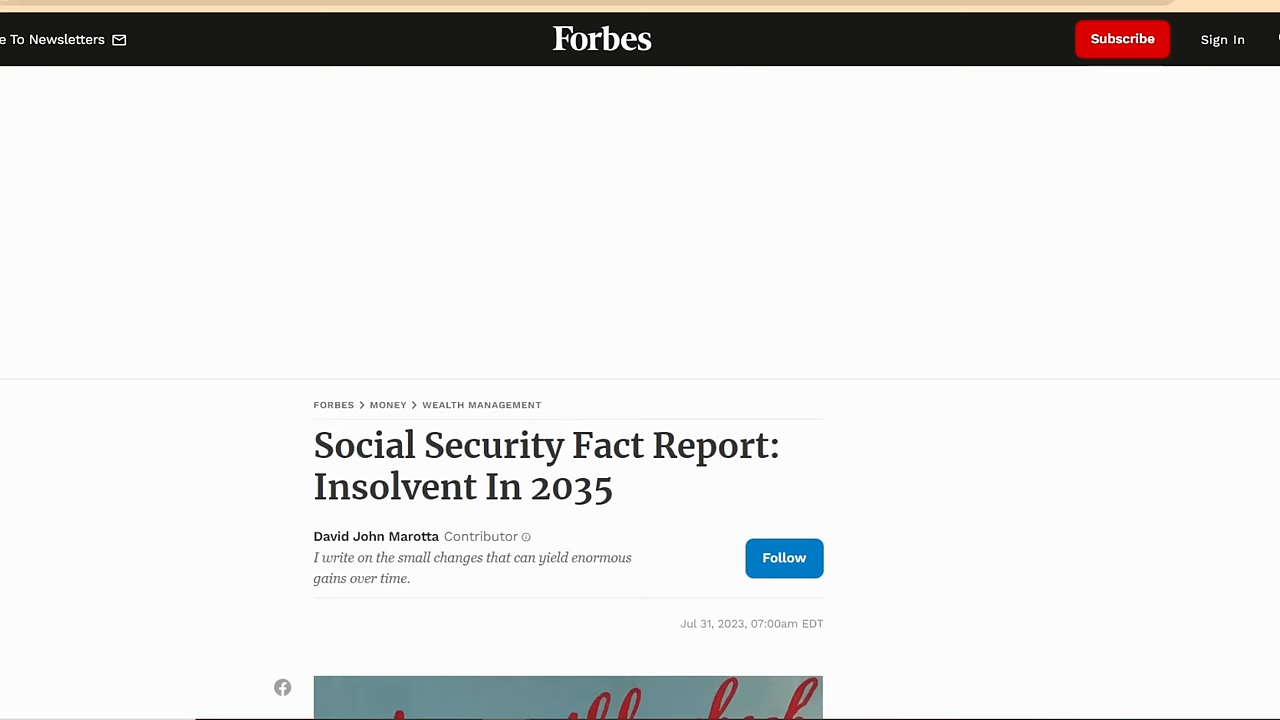 e To Newsletters
Forbes
Subscribe
Sign In
FORBES > MONEY > WEALTH MANAGEMENT
Social Security Fact Report:
Insolvent In 2035
David John Marotta Contributor
I write on the small changes that can yield enormous
gains over time.
Follow
Jul 31, 2023, 07:00am EDT